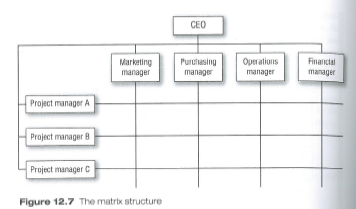 CEO
Marketing
manager
Purchasing
manager
Operations
manager
Financial
manager
Project manager A
Project manager B
Project manager C
Figure 12.7 The matrix structure